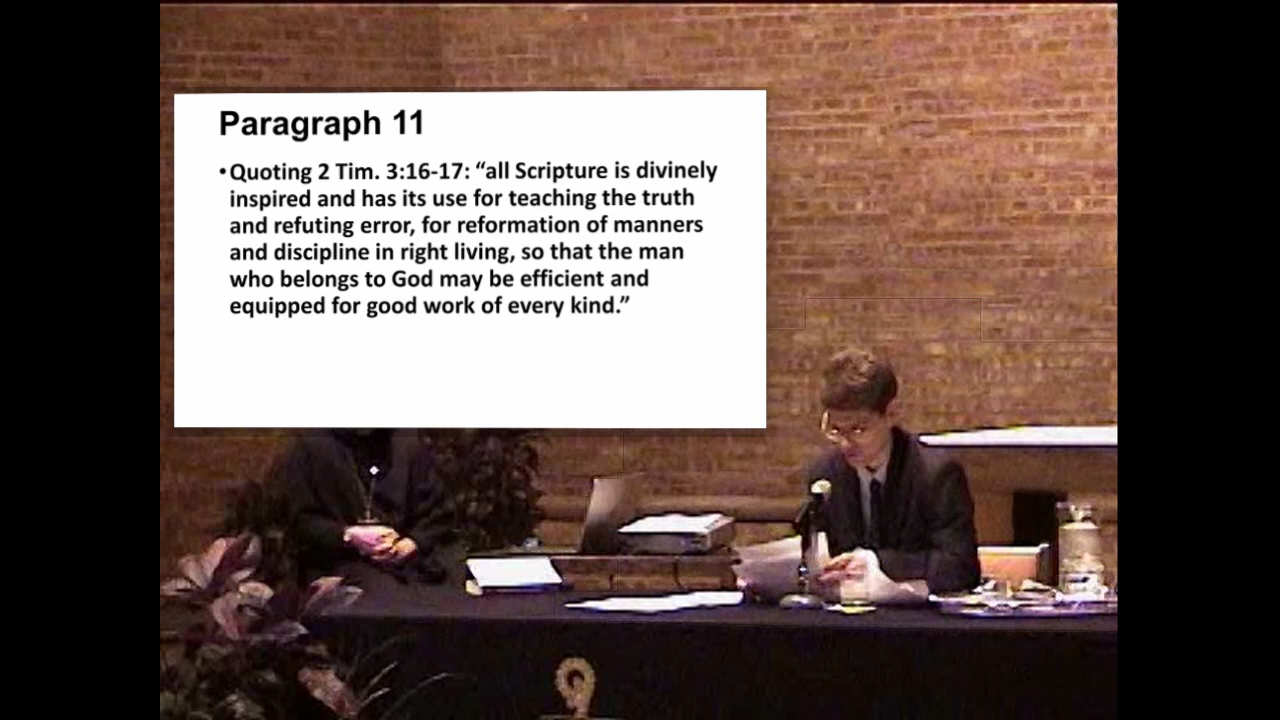 Paragraph 11
•Quoting 2 Tim. 3:16-17: “all Scripture is divinely
inspired and has its use for teaching the truth
and refuting error, for reformation of manners
and discipline in right living, so that the man
who belongs to God may be efficient and
equipped for good work of every kind.”